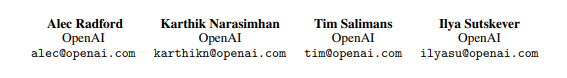 Alec Radford Karthik Narasimhan Tim Salimans Ilya Sutskever
OpenAI OpenAI OpenAI OpenAI
alec@openai.com karthikn@openai.com tim@openai.com ilyasu@openai.com